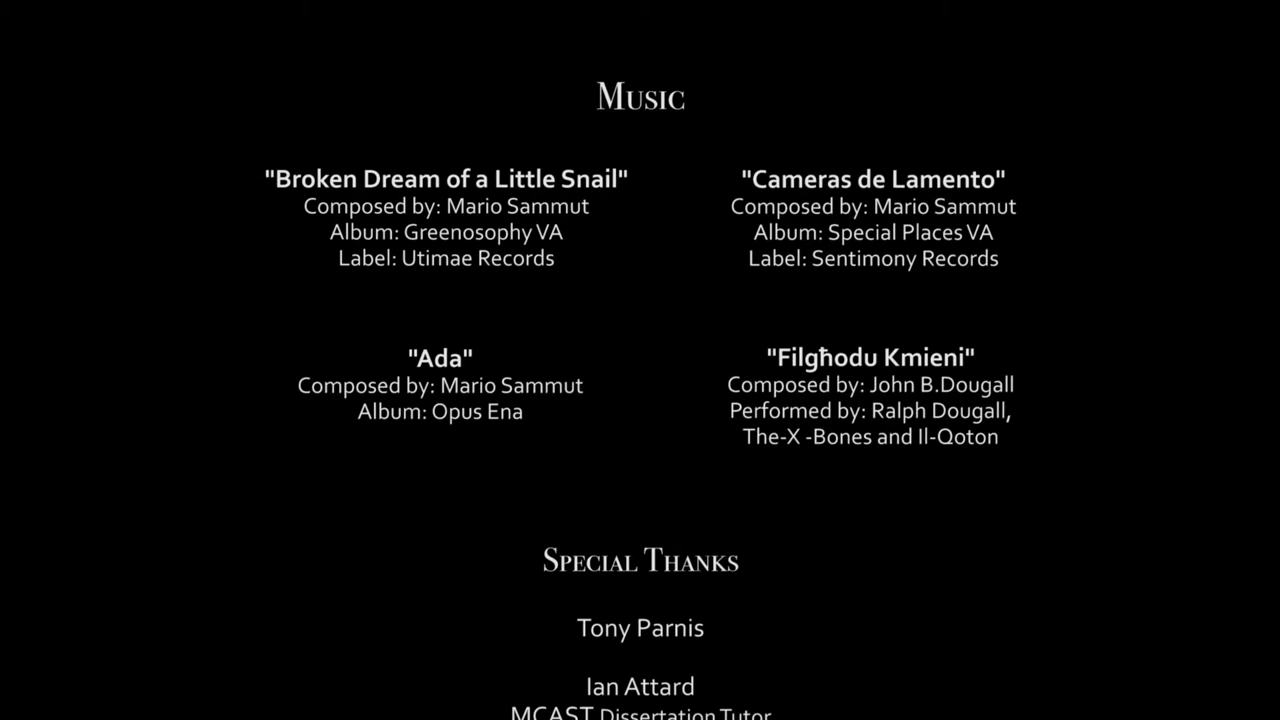 Music
"Broken Dream of a Little Snail"
Composed by: Mario Sammut
Album: Greenosophy VA
Label: Utimae Records
"Cameras de Lamento"
Composed by: Mario Sammut
Album: Special Places VA
Label: Sentimony Records
"Ada"
Composed by: Mario Sammut
Album: Opus Ena
"Filgħodu Kmieni"
Composed by: John B.Dougall
Performed by: Ralph Dougall,
The-X -Bones and Il-Qoton
Special Thanks
Tony Parnis
Ian Attard
MCAST Dissertation Tutor